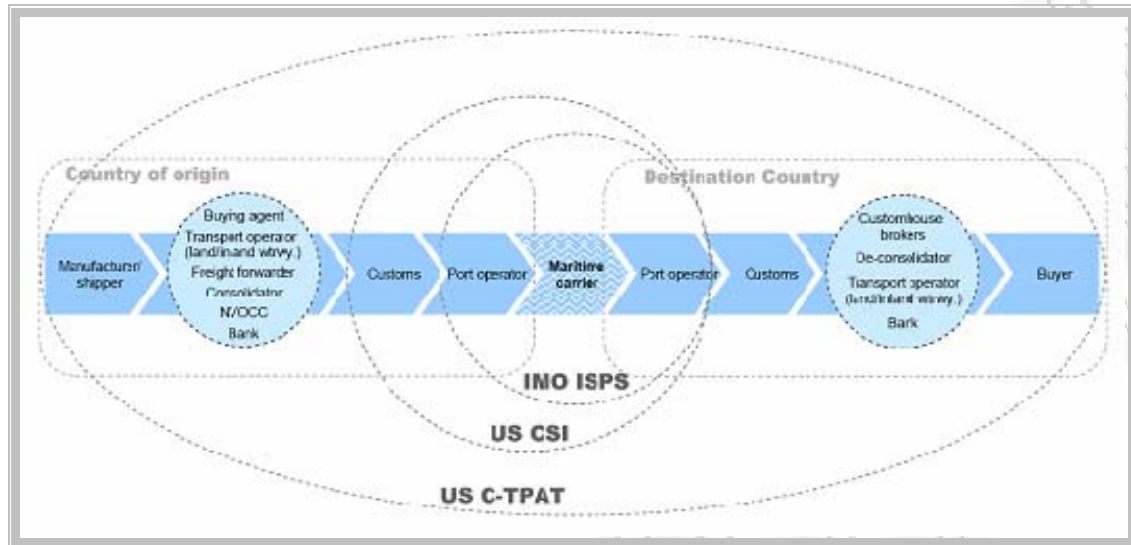 Country of origin
Destination Country
Manufacturer/
shipper
Buying agent
Transport operator
(land/inland wtrwy.)
Freight forwarder
Consolidator
NVOCC
Bank
Customs
Port operator
Maritime
carrier
Port operator
Customs
Customhouse
brokers
De-consolidator
Transport operator
(land/inland wtrwy.)
Bank
Buyer
IMO ISPS
US CSI
US C-TPAT